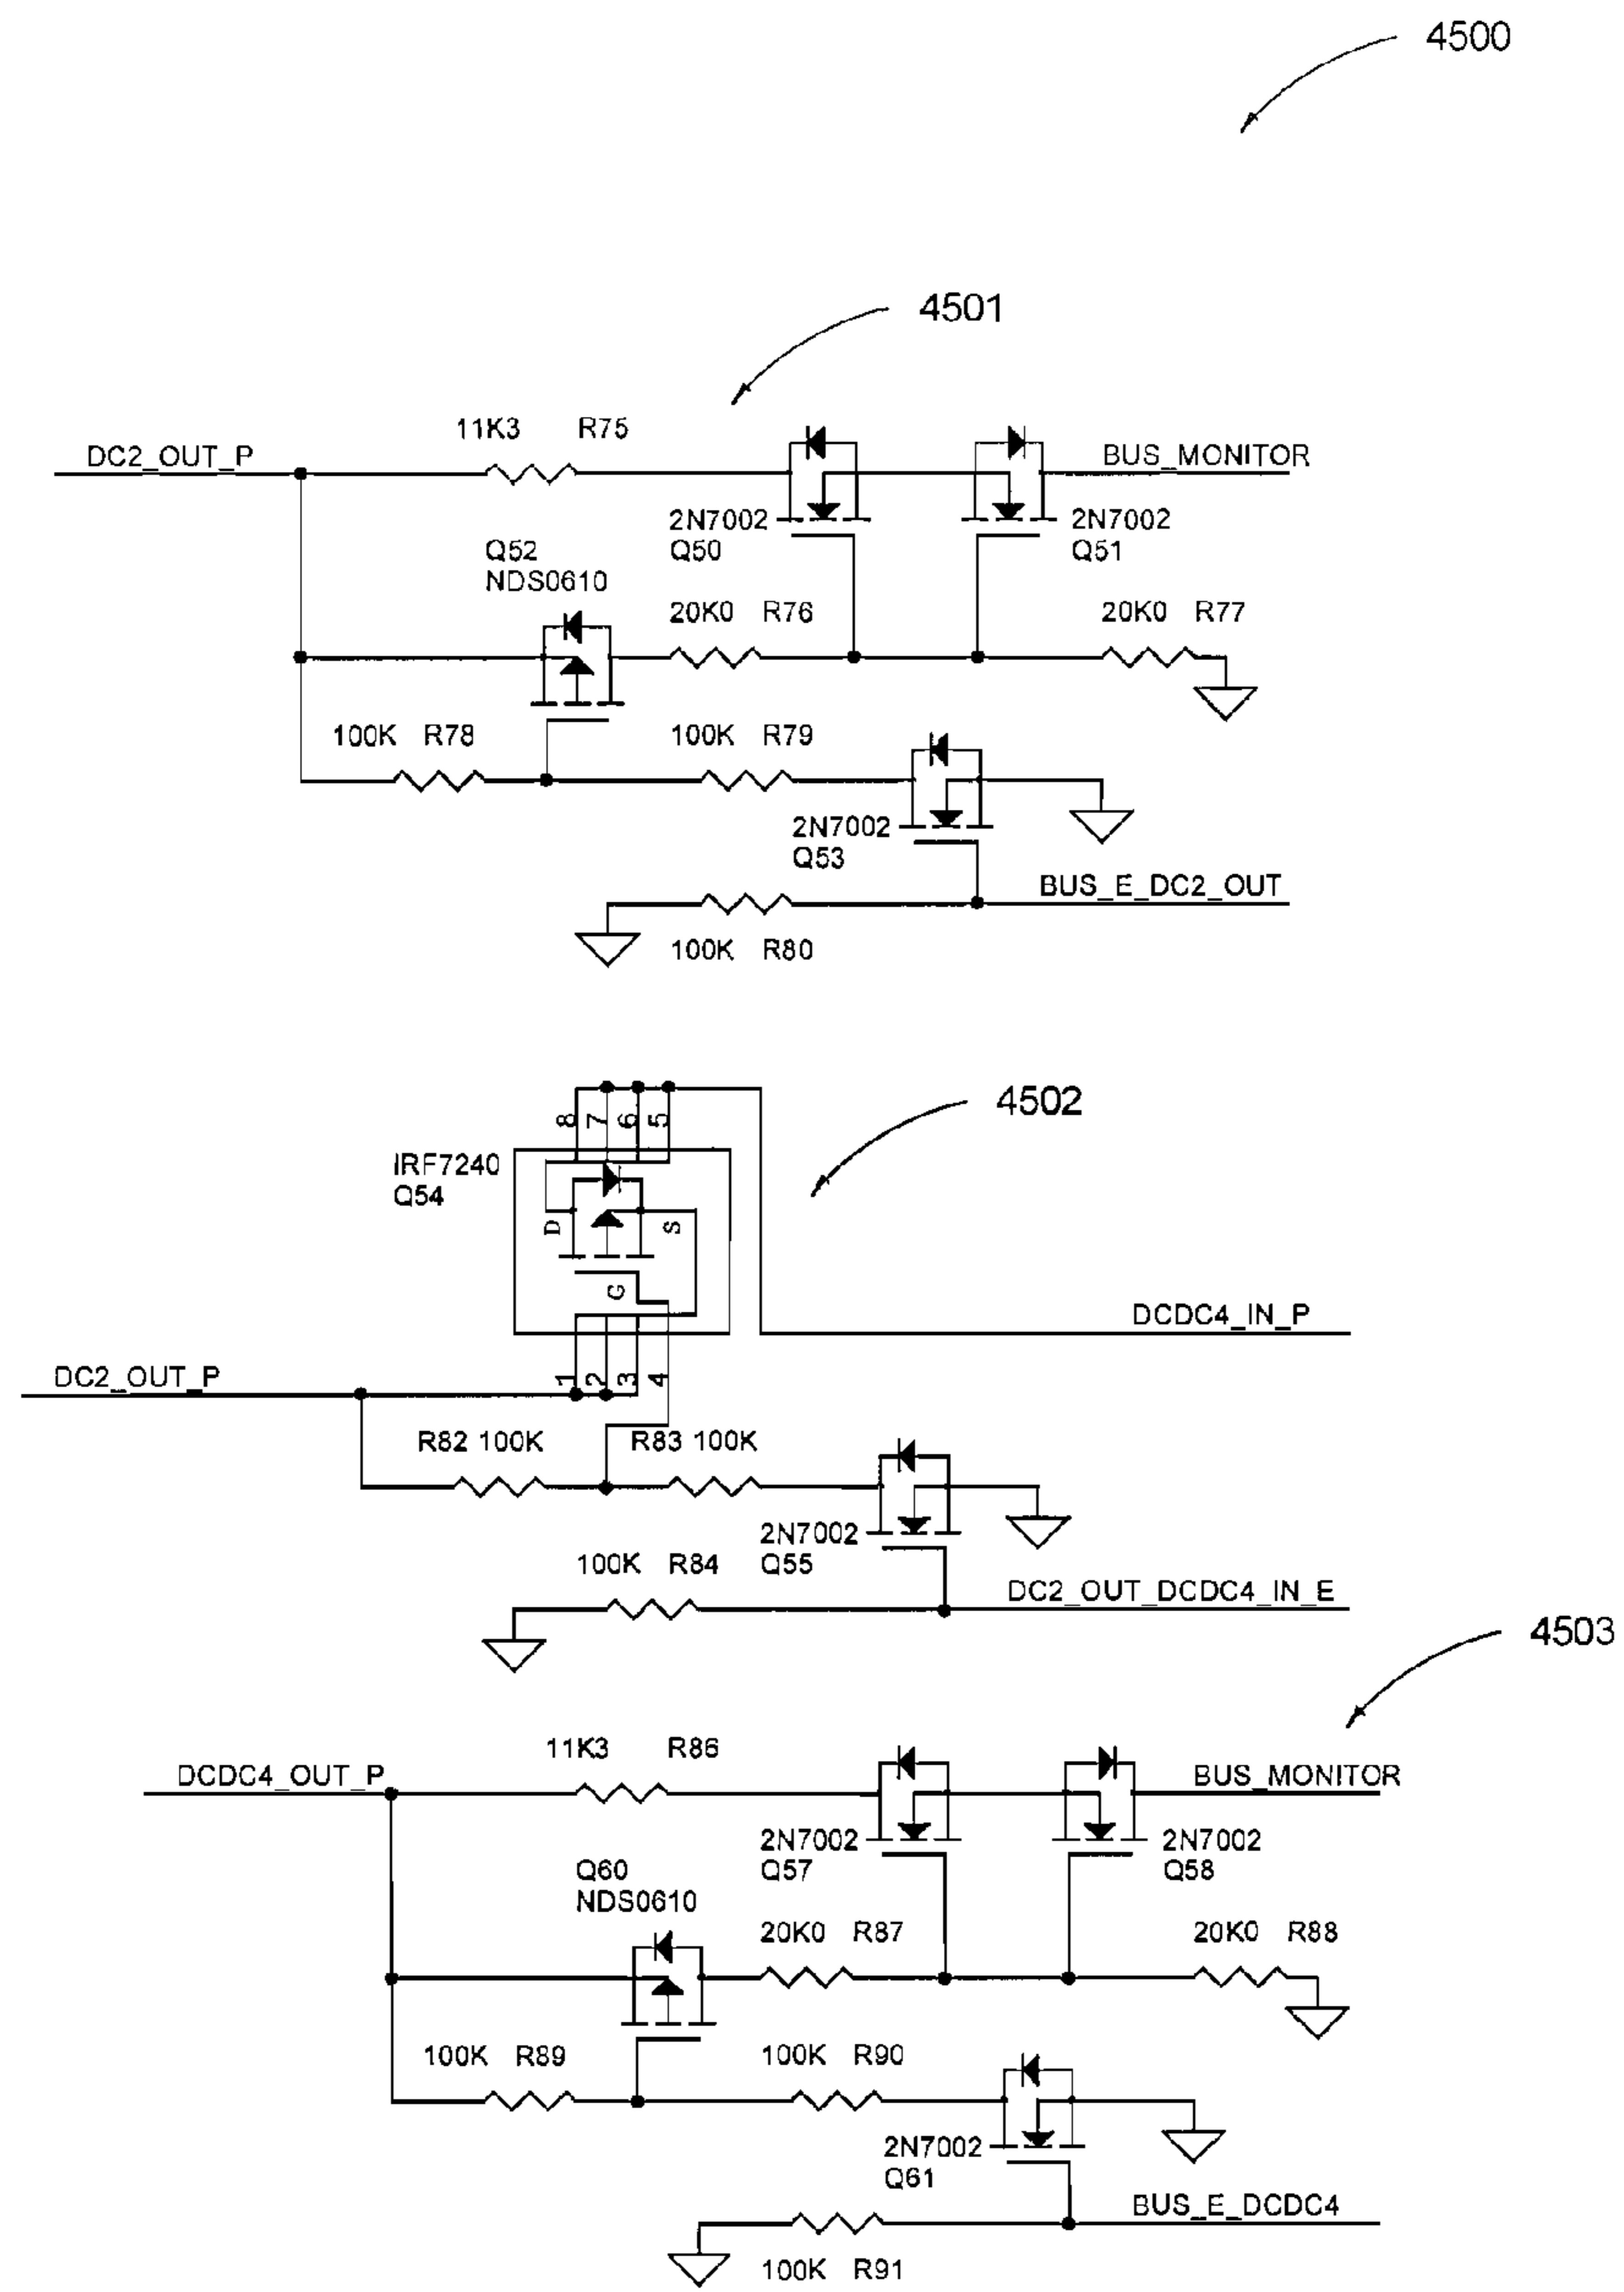 4500
4501
11K3 R75
DC2_OUT_P
BUS_MONITOR
2N7002
Q50
2N7002
Q51
Q52
NDS0610
20K0 R76
20K0 R77
100K R78
100K R79
2N7002
Q53
BUS_E_DC2_OUT
100K R80
4502
8 7 6 5
IRF7240
Q54
D S
G
DCDC4_IN_P
DC2_OUT_P
1 2 3 4
R82 100K
R83 100K
2N7002
Q55
100K R84
DC2_OUT_DCDC4_IN_E
4503
11K3 R86
DCDC4_OUT_P
BUS_MONITOR
2N7002
Q57
2N7002
Q58
Q60
NDS0610
20K0 R87
20K0 R88
100K R89
100K R90
2N7002
Q61
BUS_E_DCDC4
100K R91